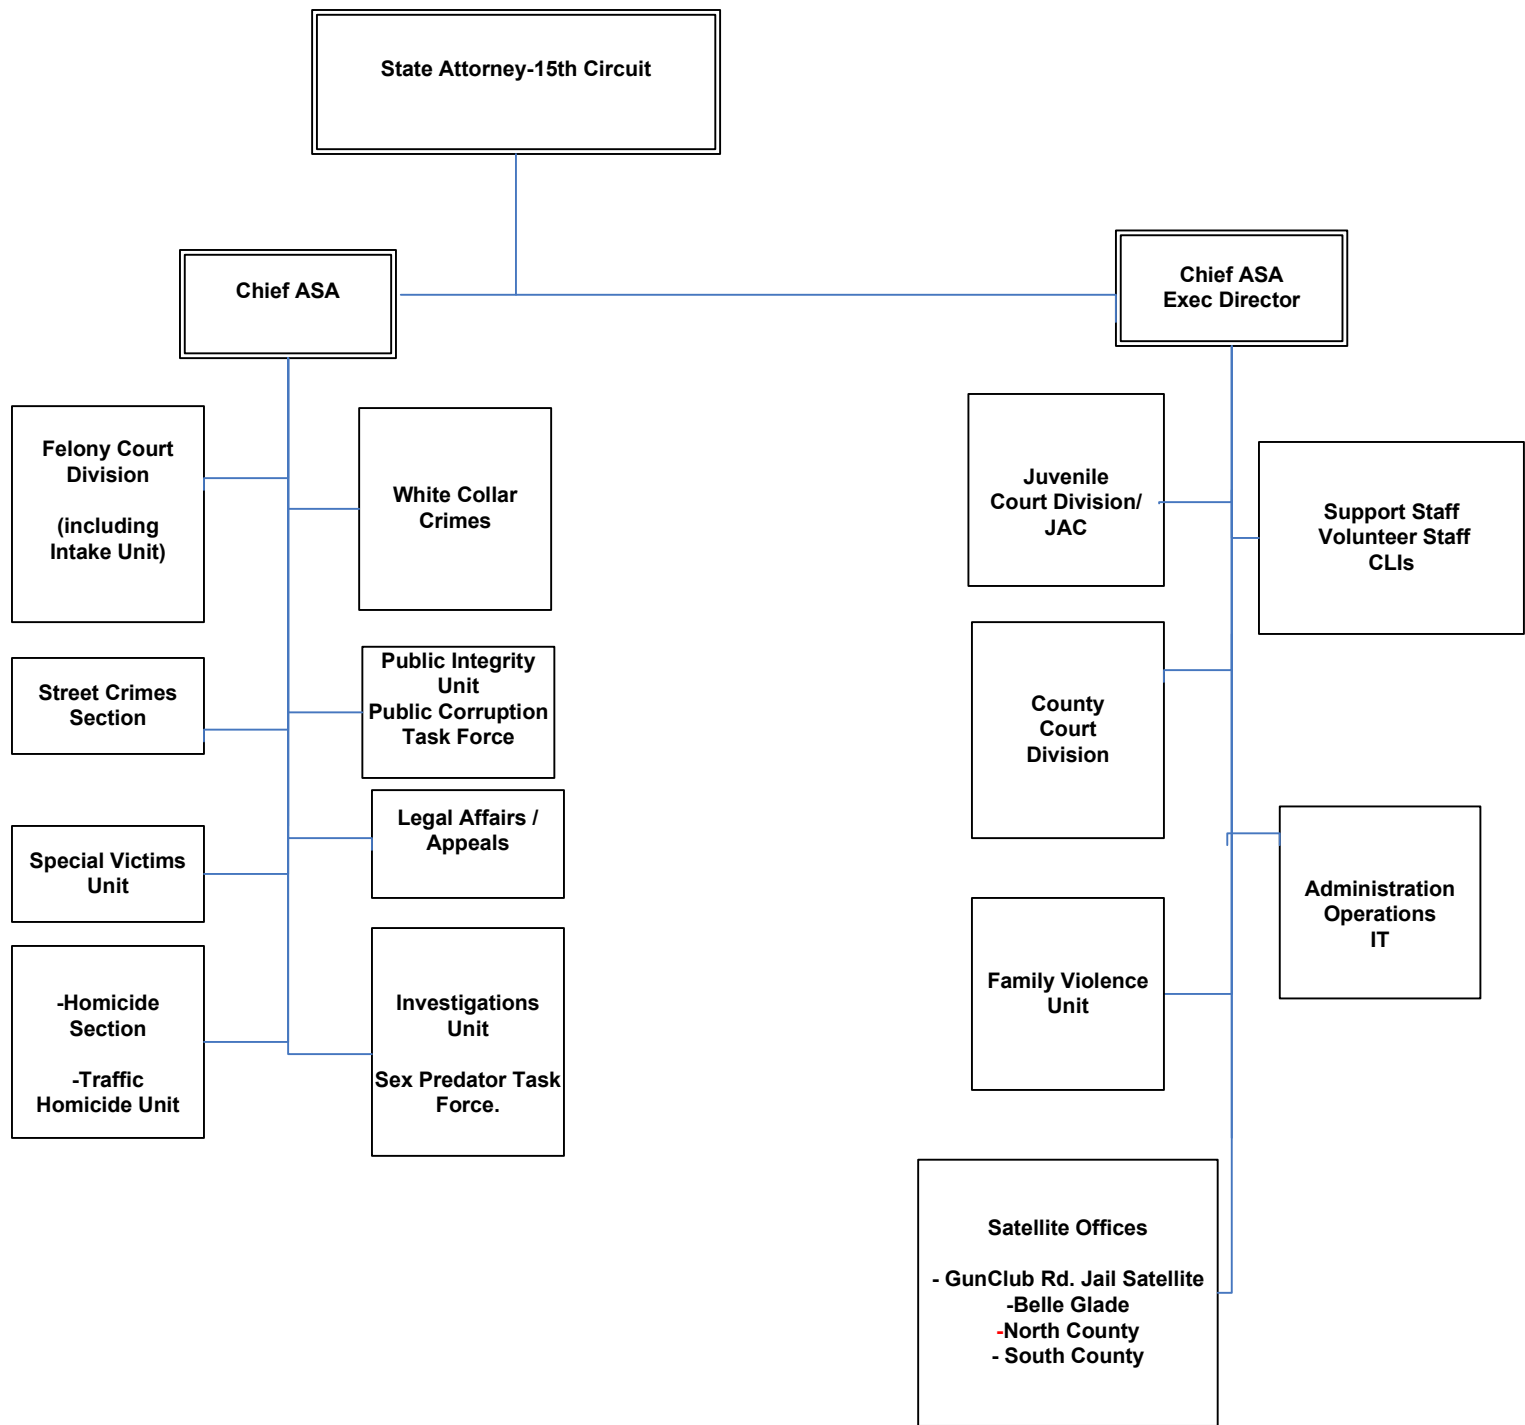 State Attorney-15th Circuit
Chief ASA
Chief ASA
Exec Director
Felony Court
Division
(including
Intake Unit)
White Collar
Crimes
Street Crimes
Section
Public Integrity
Unit
Public Corruption
Task Force
Special Victims
Unit
Legal Affairs /
Appeals
-Homicide
Section
-Traffic
Homicide Unit
Investigations
Unit
Sex Predator Task
Force.
Juvenile
Court Division/
JAC
Support Staff
Volunteer Staff
CLIs
County
Court
Division
Administration
Operations
IT
Family Violence
Unit
Satellite Offices
- GunClub Rd. Jail Satellite
-Belle Glade
-North County
- South County